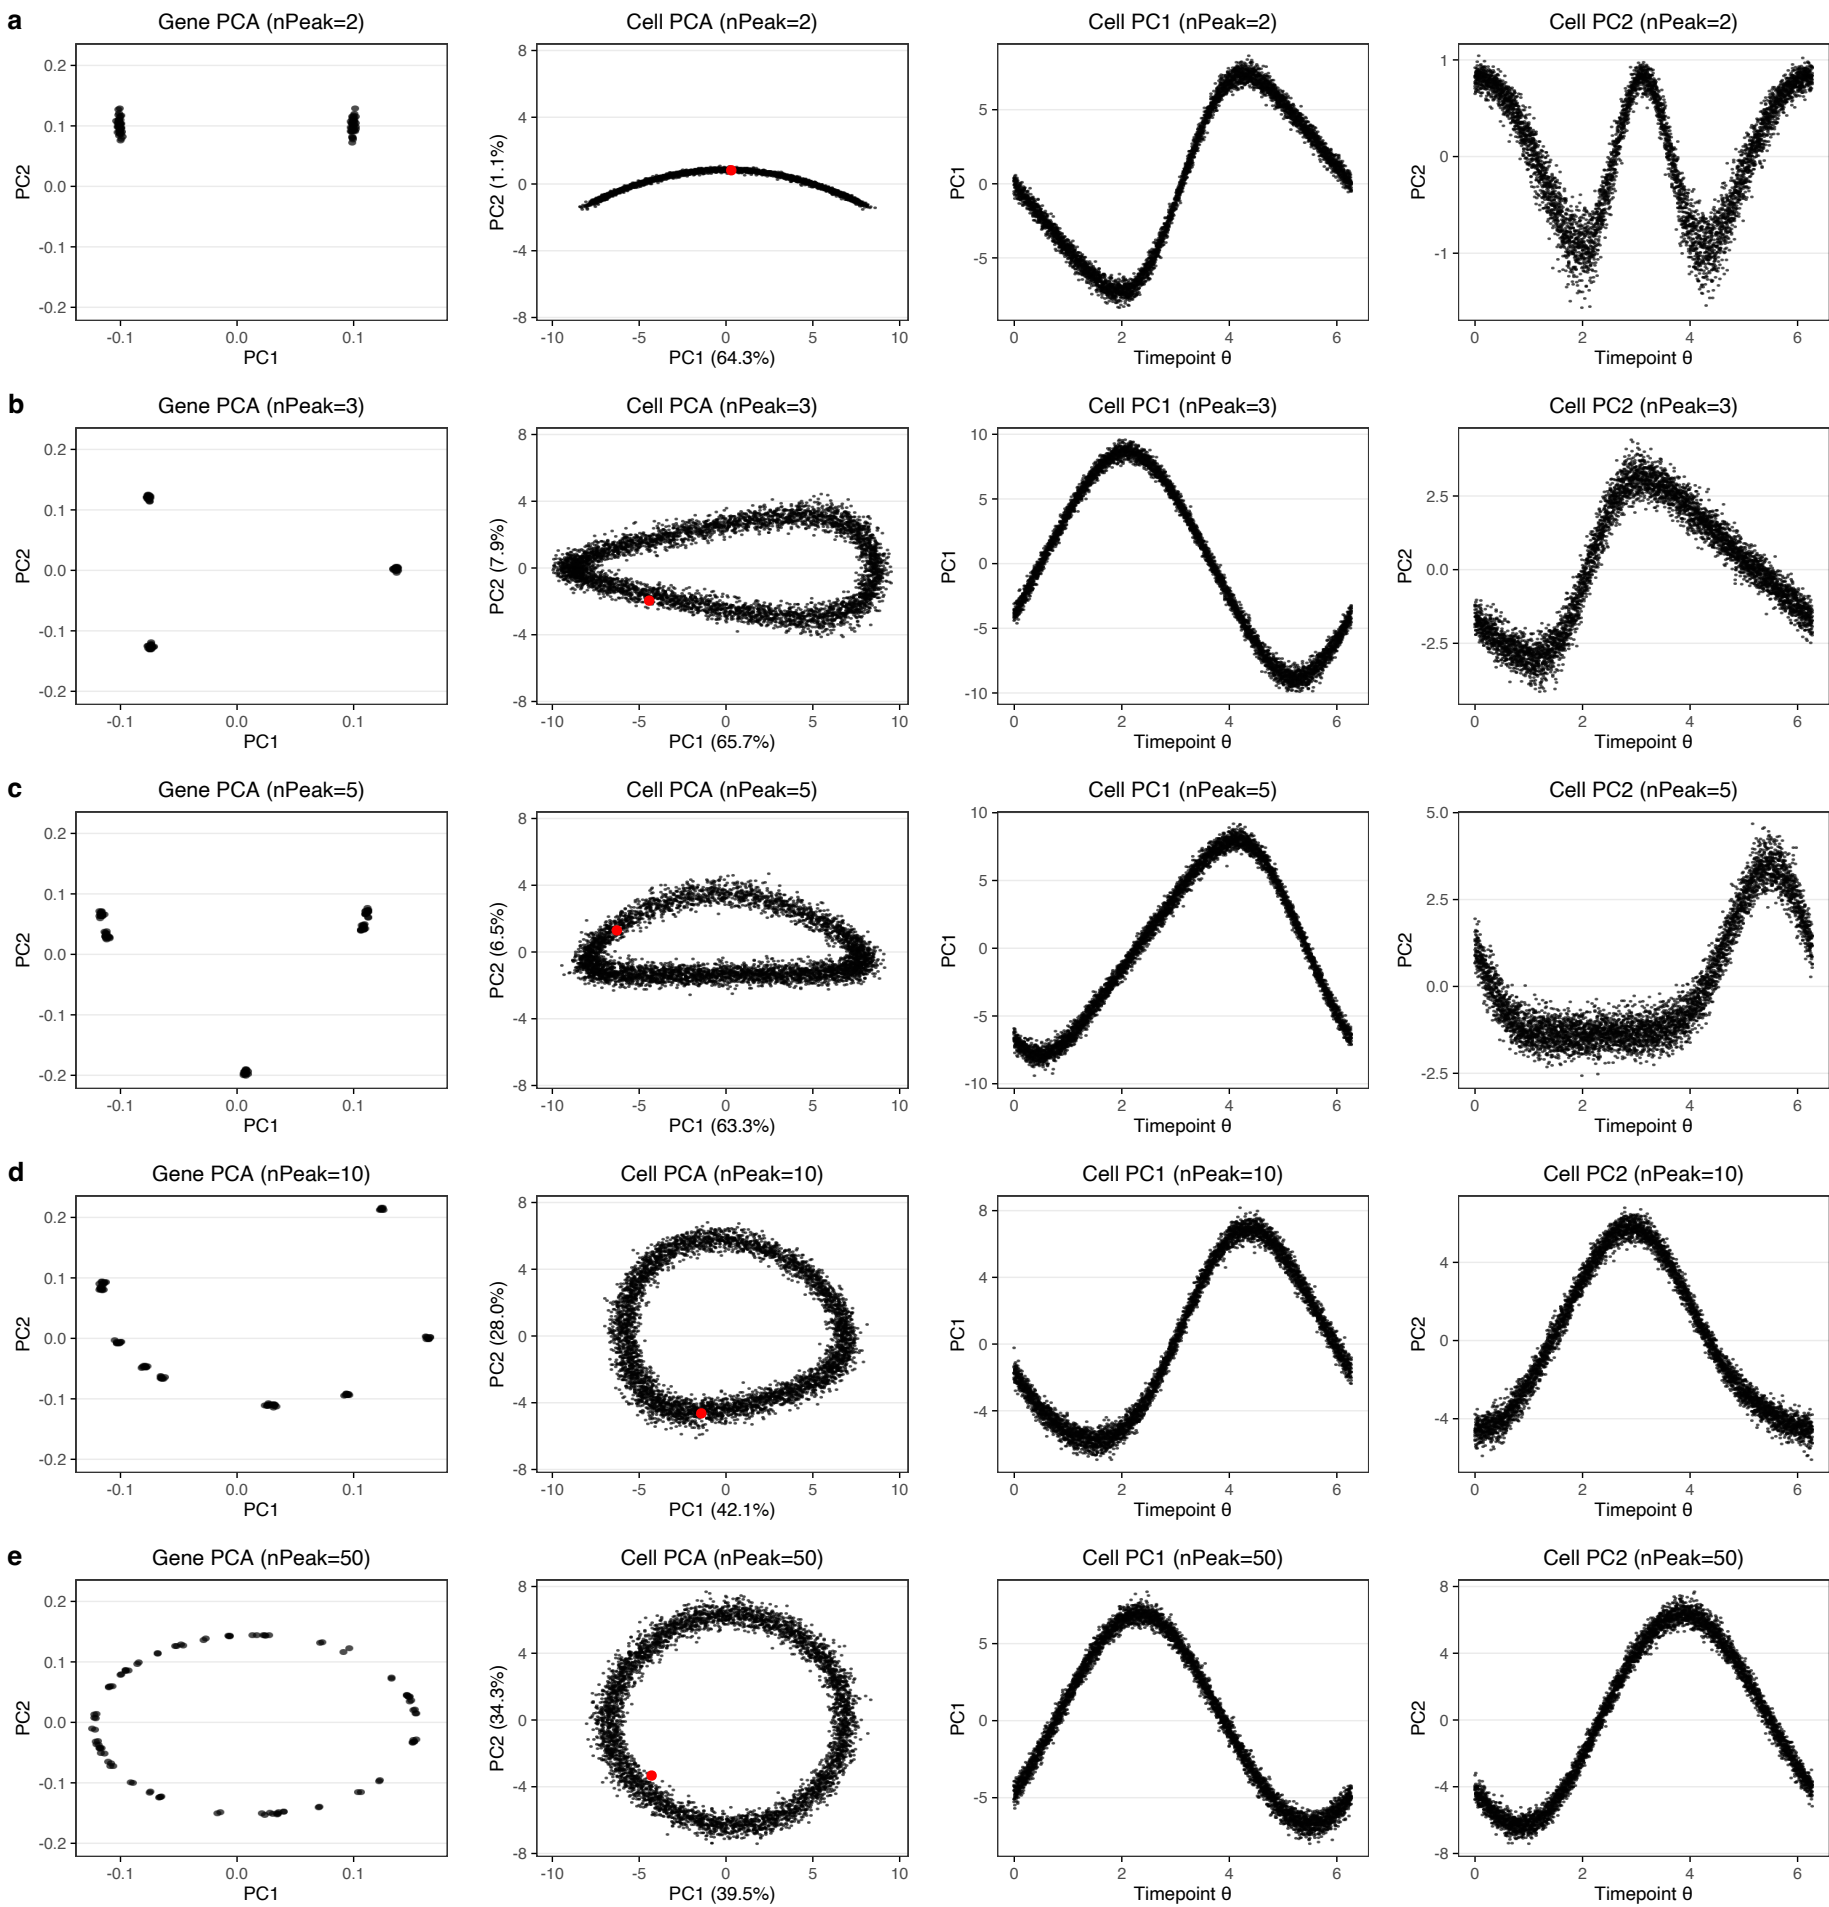 a
Gene PCA (nPeak=2)
Cell PCA (nPeak=2)
Cell PC1 (nPeak=2)
Cell PC2 (nPeak=2)
PC2
0.2
0.1
0.0
-0.1
-0.2
-0.1 0.0 0.1
PC1
PC2 (1.1%)
8
4
0
-4
-8
-10 -5 0 5 10
PC1 (64.3%)
PC1
5
0
-5
0 2 4 6
Timepoint θ
PC2
1
0
-1
0 2 4 6
Timepoint θ
b
Gene PCA (nPeak=3)
Cell PCA (nPeak=3)
Cell PC1 (nPeak=3)
Cell PC2 (nPeak=3)
PC2
0.2
0.1
0.0
-0.1
-0.2
-0.1 0.0 0.1
PC1
PC2 (7.9%)
8
4
0
-4
-8
-10 -5 0 5 10
PC1 (65.7%)
PC1
10
5
0
-5
-10
0 2 4 6
Timepoint θ
PC2
2.5
0.0
-2.5
0 2 4 6
Timepoint θ
c
Gene PCA (nPeak=5)
Cell PCA (nPeak=5)
Cell PC1 (nPeak=5)
Cell PC2 (nPeak=5)
PC2
0.2
0.1
0.0
-0.1
-0.2
-0.1 0.0 0.1
PC1
PC2 (6.5%)
8
4
0
-4
-8
-10 -5 0 5 10
PC1 (63.3%)
PC1
10
5
0
-5
-10
0 2 4 6
Timepoint θ
PC2
5.0
2.5
0.0
-2.5
0 2 4 6
Timepoint θ
d
Gene PCA (nPeak=10)
Cell PCA (nPeak=10)
Cell PC1 (nPeak=10)
Cell PC2 (nPeak=10)
PC2
0.2
0.1
0.0
-0.1
-0.2
-0.1 0.0 0.1
PC1
PC2 (28.0%)
8
4
0
-4
-8
-10 -5 0 5 10
PC1 (42.1%)
PC1
8
4
0
-4
0 2 4 6
Timepoint θ
PC2
4
0
-4
0 2 4 6
Timepoint θ
e
Gene PCA (nPeak=50)
Cell PCA (nPeak=50)
Cell PC1 (nPeak=50)
Cell PC2 (nPeak=50)
PC2
0.2
0.1
0.0
-0.1
-0.2
-0.1 0.0 0.1
PC1
PC2 (34.3%)
8
4
0
-4
-8
-10 -5 0 5 10
PC1 (39.5%)
PC1
5
0
-5
0 2 4 6
Timepoint θ
PC2
8
4
0
-4
-8
0 2 4 6
Timepoint θ